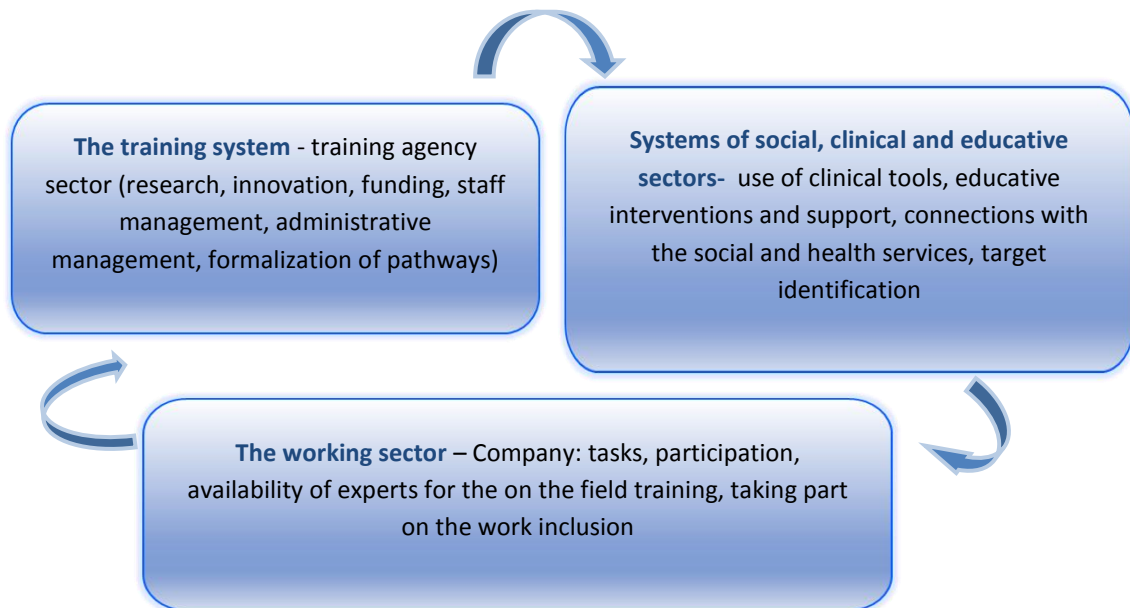 The training system - training agency
sector (research, innovation, funding, staff
management, administrative
management, formalization of pathways)
Systems of social, clinical and educative
sectors- use of clinical tools, educative
interventions and support, connections with
the social and health services, target
identification
The working sector – Company: tasks, participation,
availability of experts for the on the field training, taking part
on the work inclusion